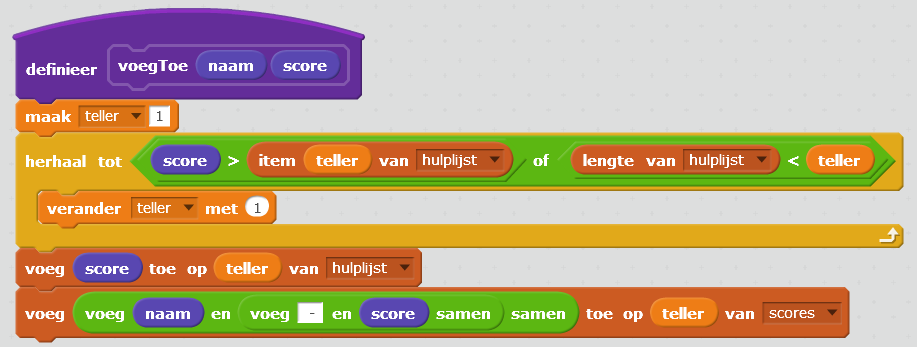 definieer voegToe naam score
maak teller 1
herhaal tot score > item teller van hulplijst of lengte van hulplijst < teller
verander teller met 1
voeg score toe op teller van hulplijst
voeg voeg naam en voeg - en score samen samen toe op teller van scores